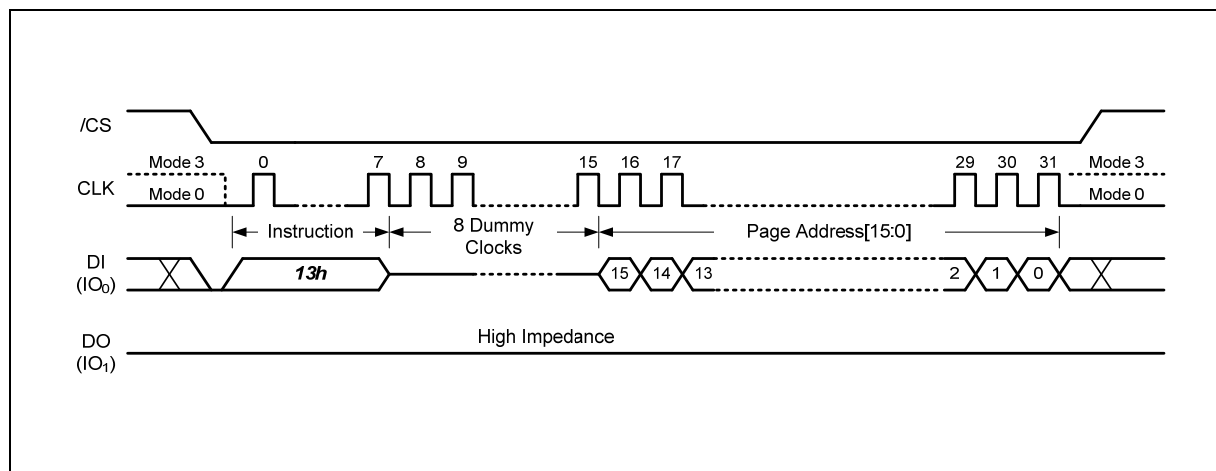 /CS
Mode 3 0 7 8 9 15 16 17 29 30 31 Mode 3
CLK
Mode 0 Mode 0
Instruction 8 Dummy Clocks Page Address[15:0]
DI
(IO₀)
13h 15 14 13 2 1 0
DO
(IO₁)
High Impedance